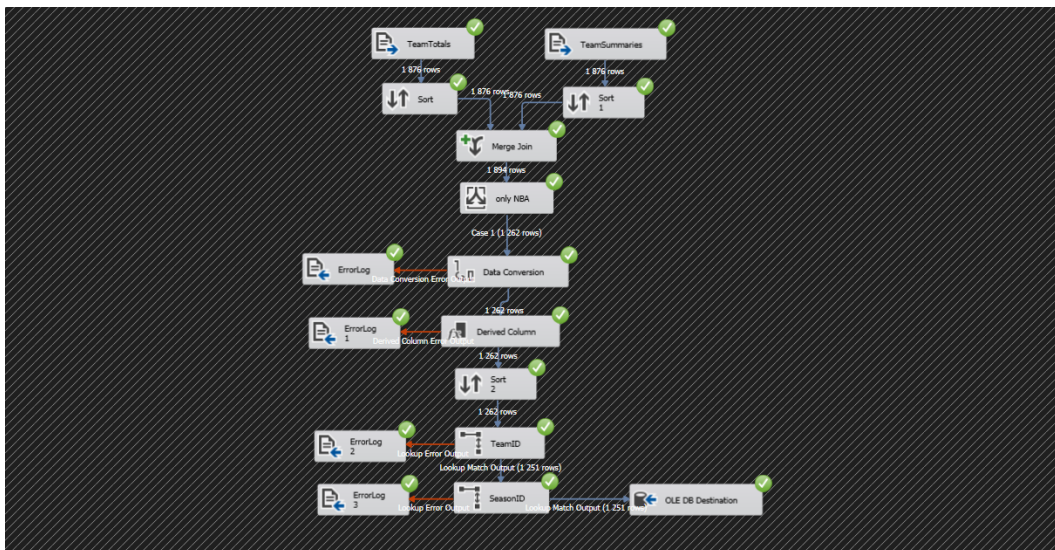 TeamTotals
TeamSummaries
1 876 rows
1 876 rows
Sort
1 876 rows
1 876 rows
Sort
1
Merge Join
1 894 rows
only NBA
Case 1 (1 262 rows)
ErrorLog
Data Conversion Error Output
Data Conversion
1 262 rows
ErrorLog
1
Derived Column Error Output
Derived Column
1 262 rows
Sort
2
1 262 rows
ErrorLog
2
Lookup Error Output
TeamID
Lookup Match Output (1 251 rows)
ErrorLog
3
Lookup Error Output
SeasonID
Lookup Match Output (1 251 rows)
OLE DB Destination